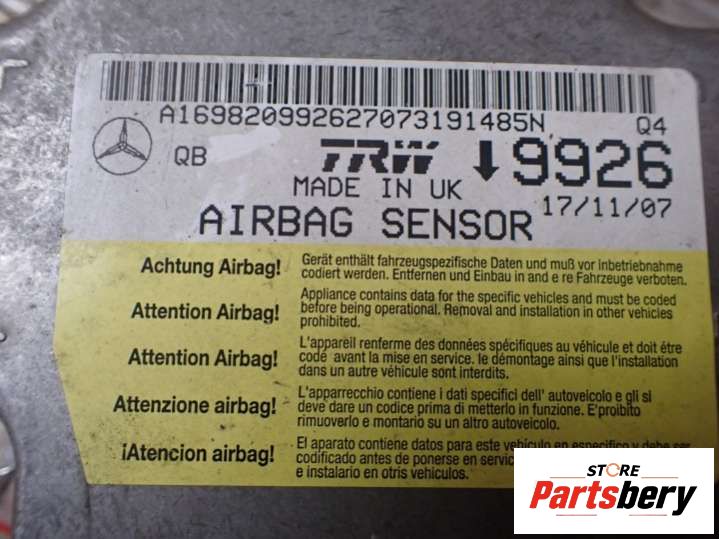 A1698209926270731914​85N
Q4
QB
TRW
9926
MADE IN UK
17/11/07
AIRBAG SENSOR
Achtung Airbag!
Gerät enthält fahrzeugspezifische Daten und muß vor inbetriebnahme
codiert werden. Entfernen und Einbau in and e re Fahrzeuge verboten.
Attention Airbag!
Appliance contains data for the specific vehicles and must be coded
before being operational. Removal and installation in other vehicles
prohibited.
Attention Airbag!
L'appareil renferme des données spécifiques au véhicule et doit étre
codé avant la mise en service. le démontage ainsi que l'installation
dans un autre véhicule sont interdits.
Attenzione airbag!
L'apparrecchio contiene i dati specifici dell' autoveicolo e gli si
deve dare un codice prima di metterlo in funzione. E'proibito
rimuoverlo e montario su un altro autoveicolo.
¡Atencion airbag!
El aparato contiene datos para este vehiculo en especifico y debe ser
codificado antes de ponerse en servic
e instalario en otris vehículos.
STORE
Partsbery